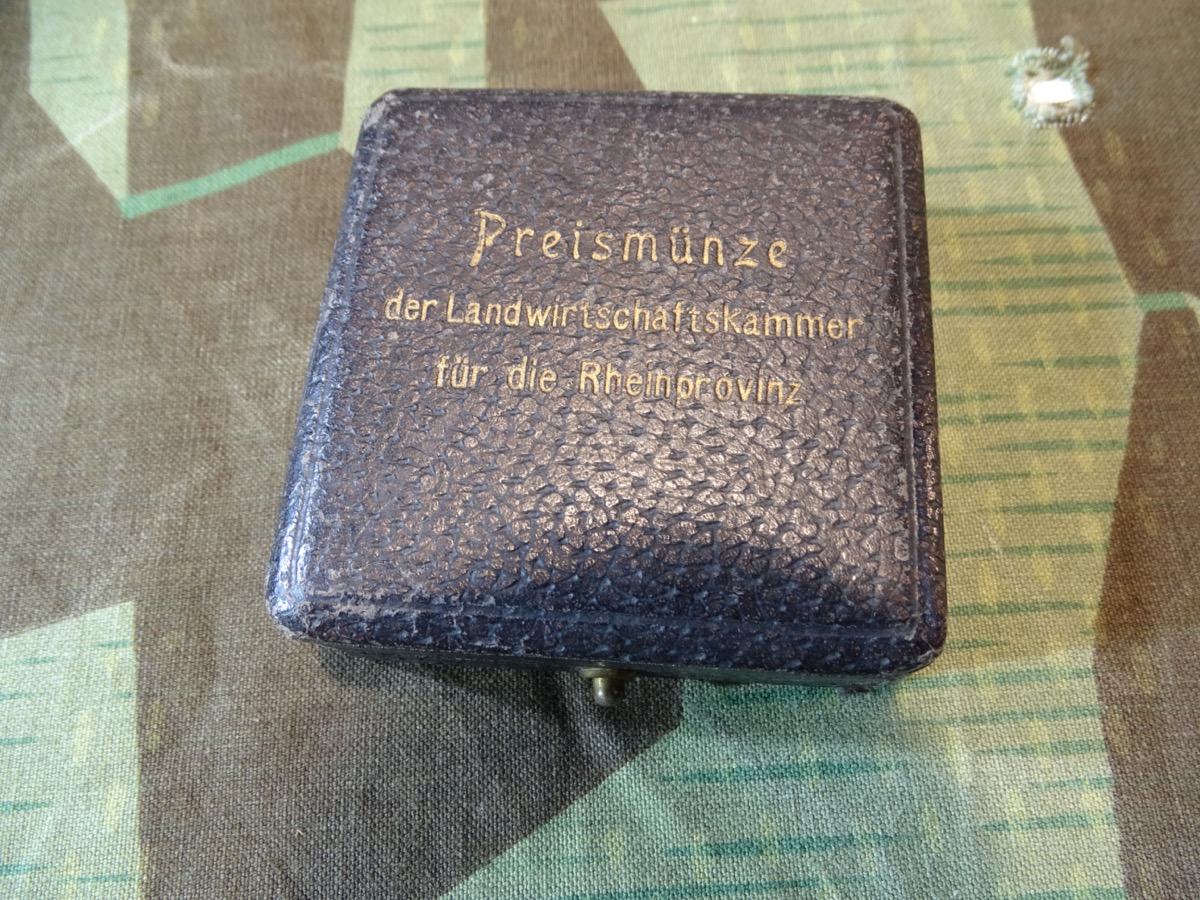 Preismünze
der Landwirtschaftskammer
für die Rheinprovinz